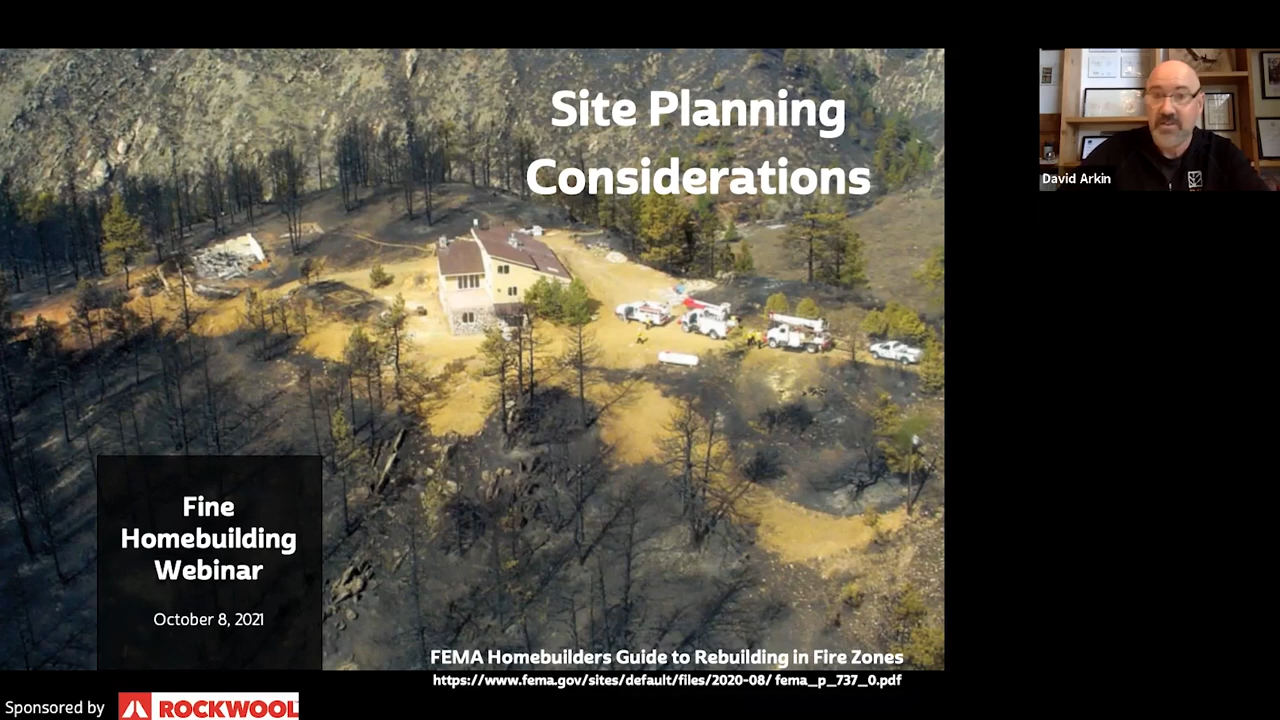 Site Planning
Considerations
David Arkin
Fine
Homebuilding
Webinar
October 8, 2021
FEMA Homebuilders Guide to Rebuilding in Fire Zones
https://www.fema.gov/sites/default/files/2020-08/ fema_p_737_0.pdf
Sponsored by
ROCKWOOL